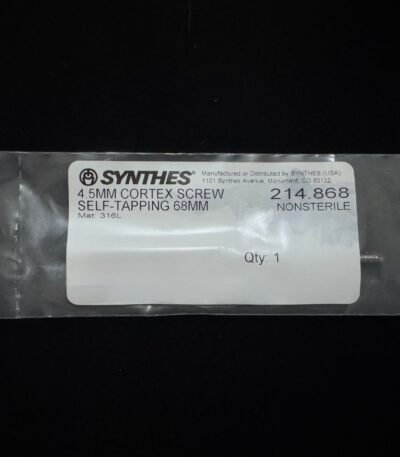 SYNTHES®
Manufactured or Distributed by SYNTHES (USA)
1101 Synthes Avenue, Monument, CO 80132
4.5MM CORTEX SCREW
SELF-TAPPING 68MM
Mat: 316L
214.868
NONSTERILE
Qty: 1